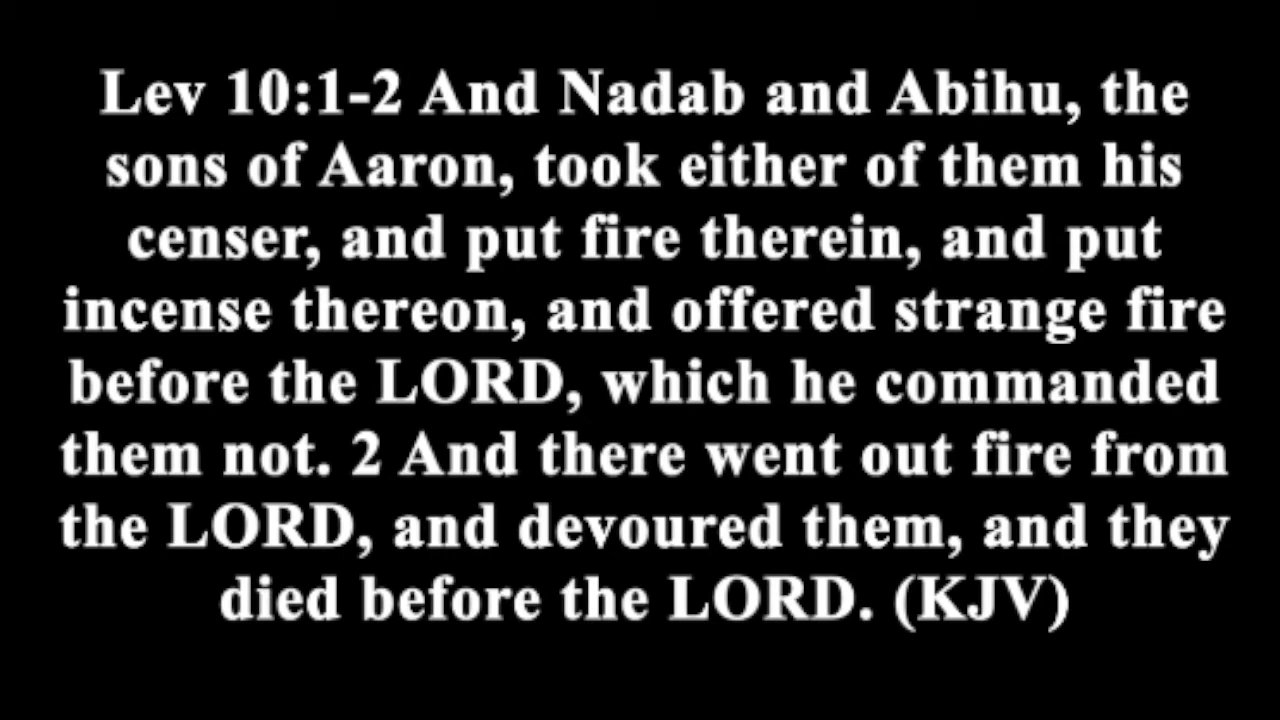 Lev 10:1-2 And Nadab and Abihu, the
sons of Aaron, took either of them his
censer, and put fire therein, and put
incense thereon, and offered strange fire
before the LORD, which he commanded
them not. 2 And there went out fire from
the LORD, and devoured them, and they
died before the LORD. (KJV)